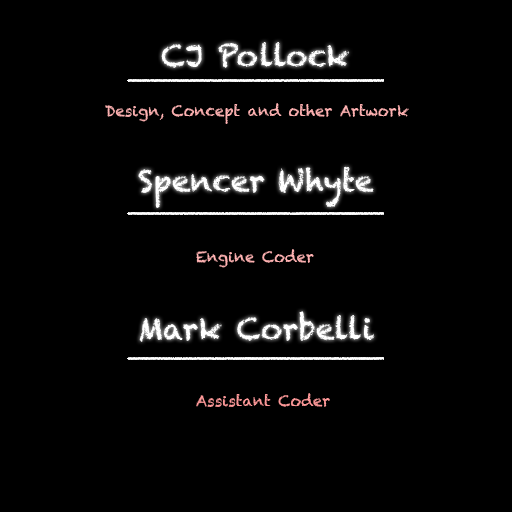 CJ Pollock
Design, Concept and other Artwork
Spencer Whyte
Engine Coder
Mark Corbelli
Assistant Coder